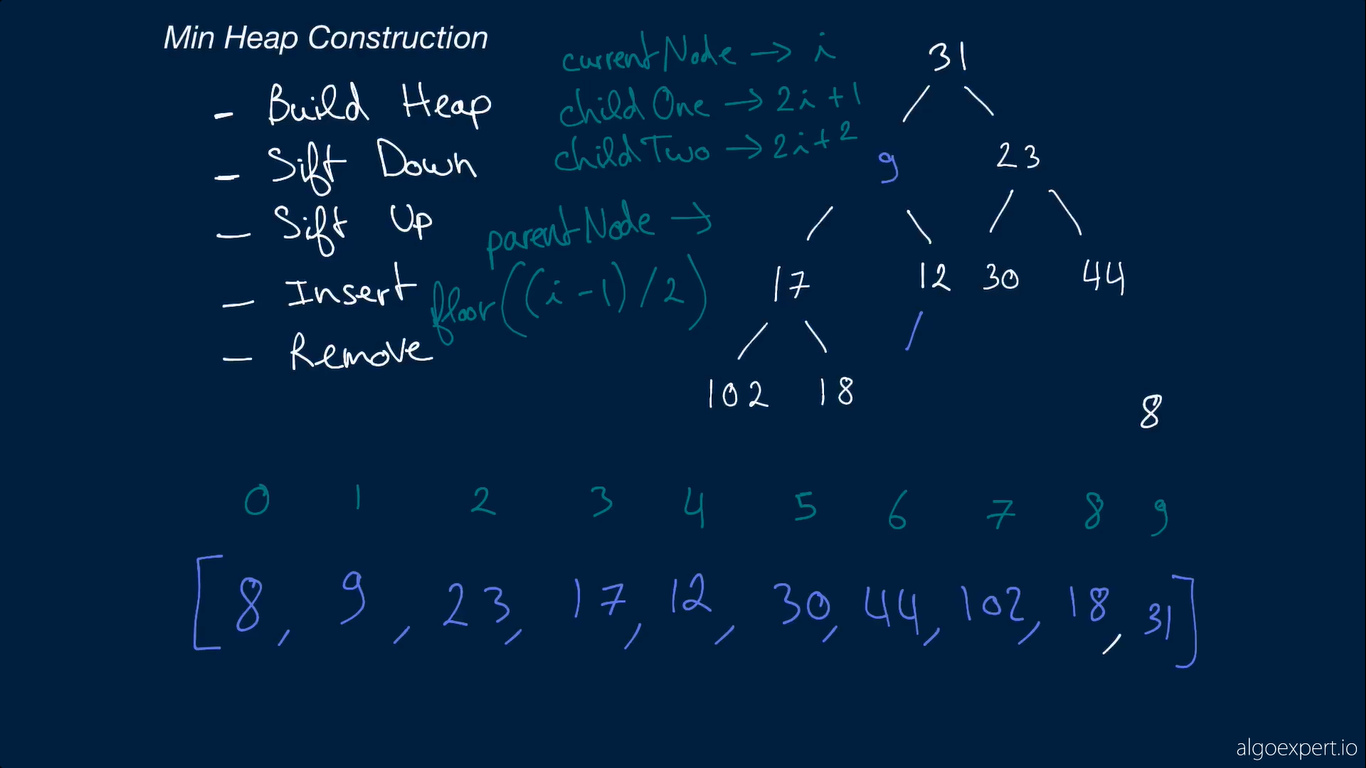 Min Heap Construction
- Build Heap
- Sift Down
- Sift Up
- Insert
- Remove
currentNode → i
childOne → 2i+1
childTwo → 2i+2
parentNode →
floor((i-1)/2)
31
9 23
17 12 30 44
102 18
8
0 1 2 3 4 5 6 7 8 9
[8, 9, 23, 17, 12, 30, 44, 102, 18, 31]
algoexpert.io